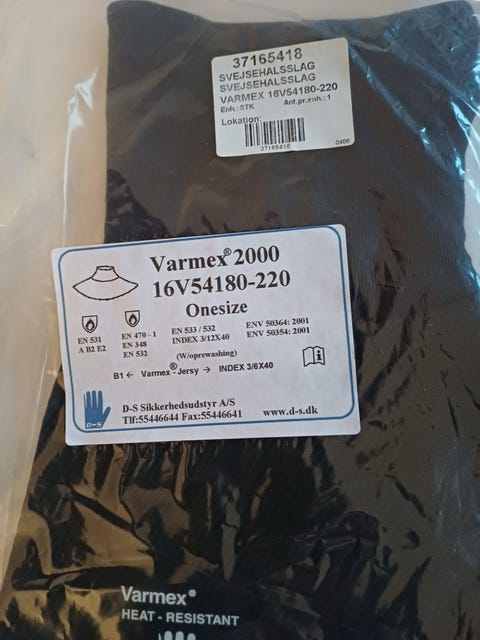 37165418
SVEJSEHALSSLAG
SVEJSEHALSSLAG
VARMEX 16V54180-220
Enh.: STK Ant.pr.enh.: 1
Lokation:
37165418 0406
Varmex® 2000
16V54180-220
Onesize
EN 531
A B2 E2
EN 470 - 1
EN 348
EN 532
EN 533 / 532
INDEX 3/12X40
ENV 50364: 2001
ENV 50354: 2001
(W/oprewashing)
B1 ← Varmex®-Jersy → INDEX 3/6X40
D-S
D-S Sikkerhedsudstyr A/S
Tlf:55446644 Fax:55446641 www.d-s.dk
Varmex®
HEAT - RESISTANT